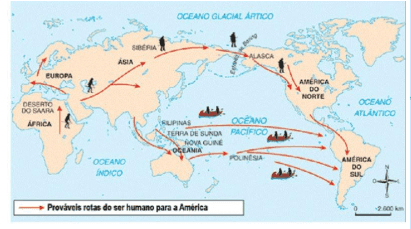 OCEANO GLACIAL ÁRTICO
SIBÉRIA
Estreito de Bering
ALASCA
EUROPA
ÁSIA
AMÉRICA
DO
NORTE
DESERTO
DO SAARA
OCEANO
ATLÂNTICO
ÁFRICA
FILIPINAS
TERRA DE SUNDA
NOVA GUINÉ
OCEANIA
OCEANO
PACÍFICO
POLINÉSIA
OCEANO
ÍNDICO
AMÉRICA
DO
SUL
N
Prováveis rotas do ser humano para a América
0
2 600 km